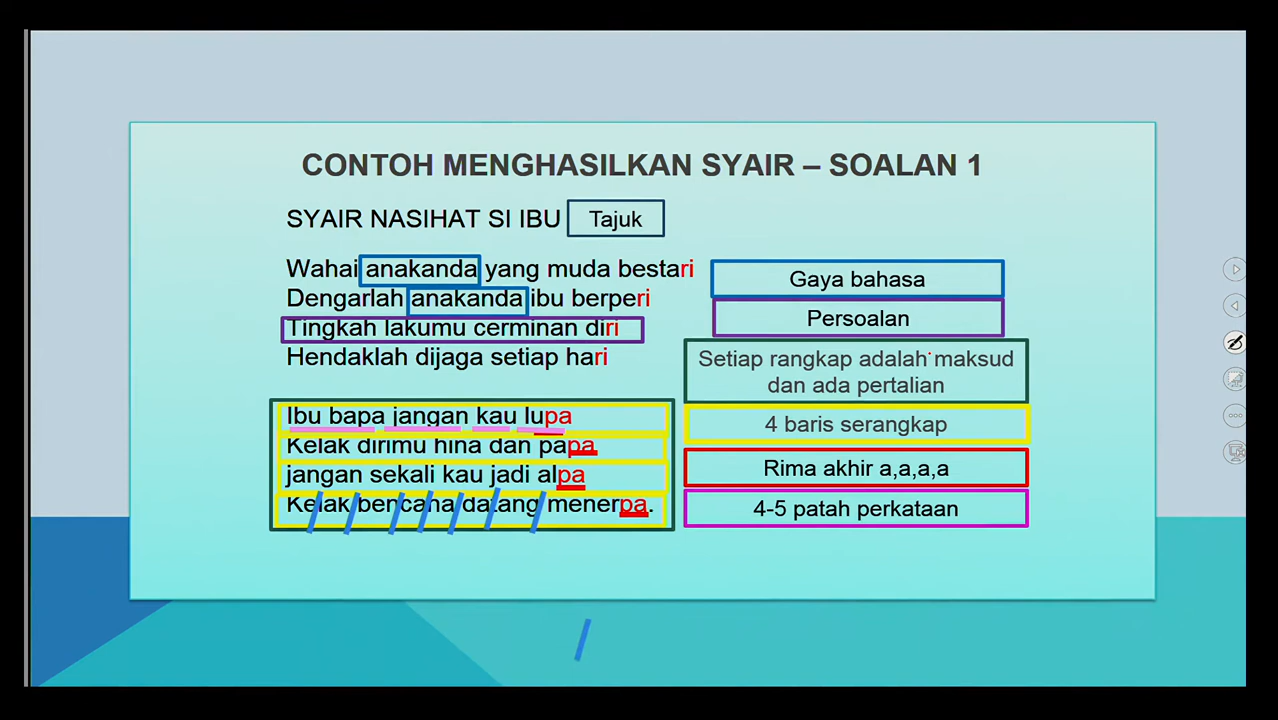 CONTOH MENGHASILKAN SYAIR – SOALAN 1
SYAIR NASIHAT SI IBU
Tajuk
Wahai anakanda yang muda bestari
Dengarlah anakanda ibu berperi
Tingkah lakumu cerminan diri
Hendaklah dijaga setiap hari
Ibu bapa jangan kau lupa
Kelak dirimu hina dan papa
jangan sekali kau jadi alpa
Kelak bencana datang menerpa.
Gaya bahasa
Persoalan
Setiap rangkap adalah maksud
dan ada pertalian
4 baris serangkap
Rima akhir a,a,a,a
4-5 patah perkataan